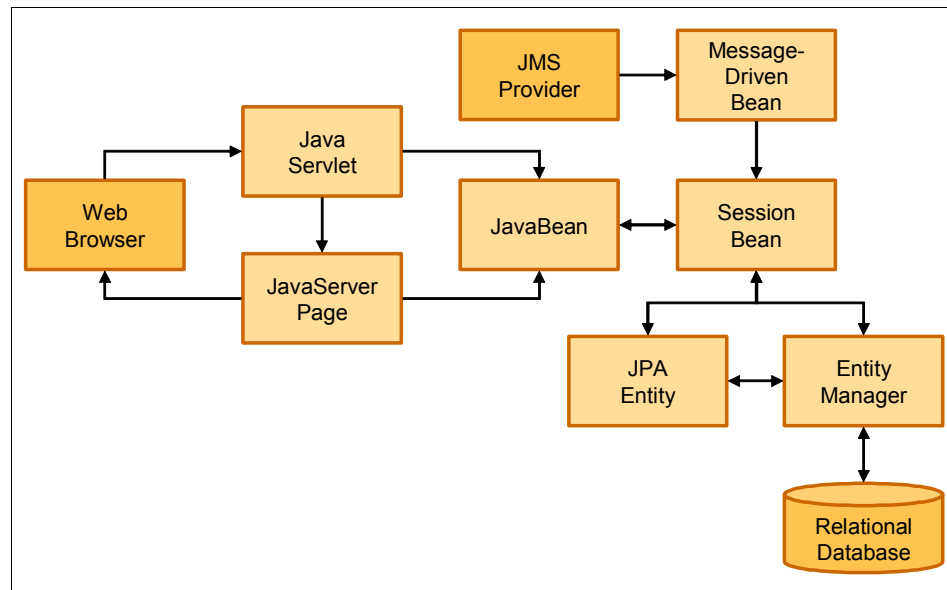 JMS
Provider
Message-
Driven
Bean
Java
Servlet
Web
Browser
JavaBean
Session
Bean
JavaServer
Page
JPA
Entity
Entity
Manager
Relational
Database